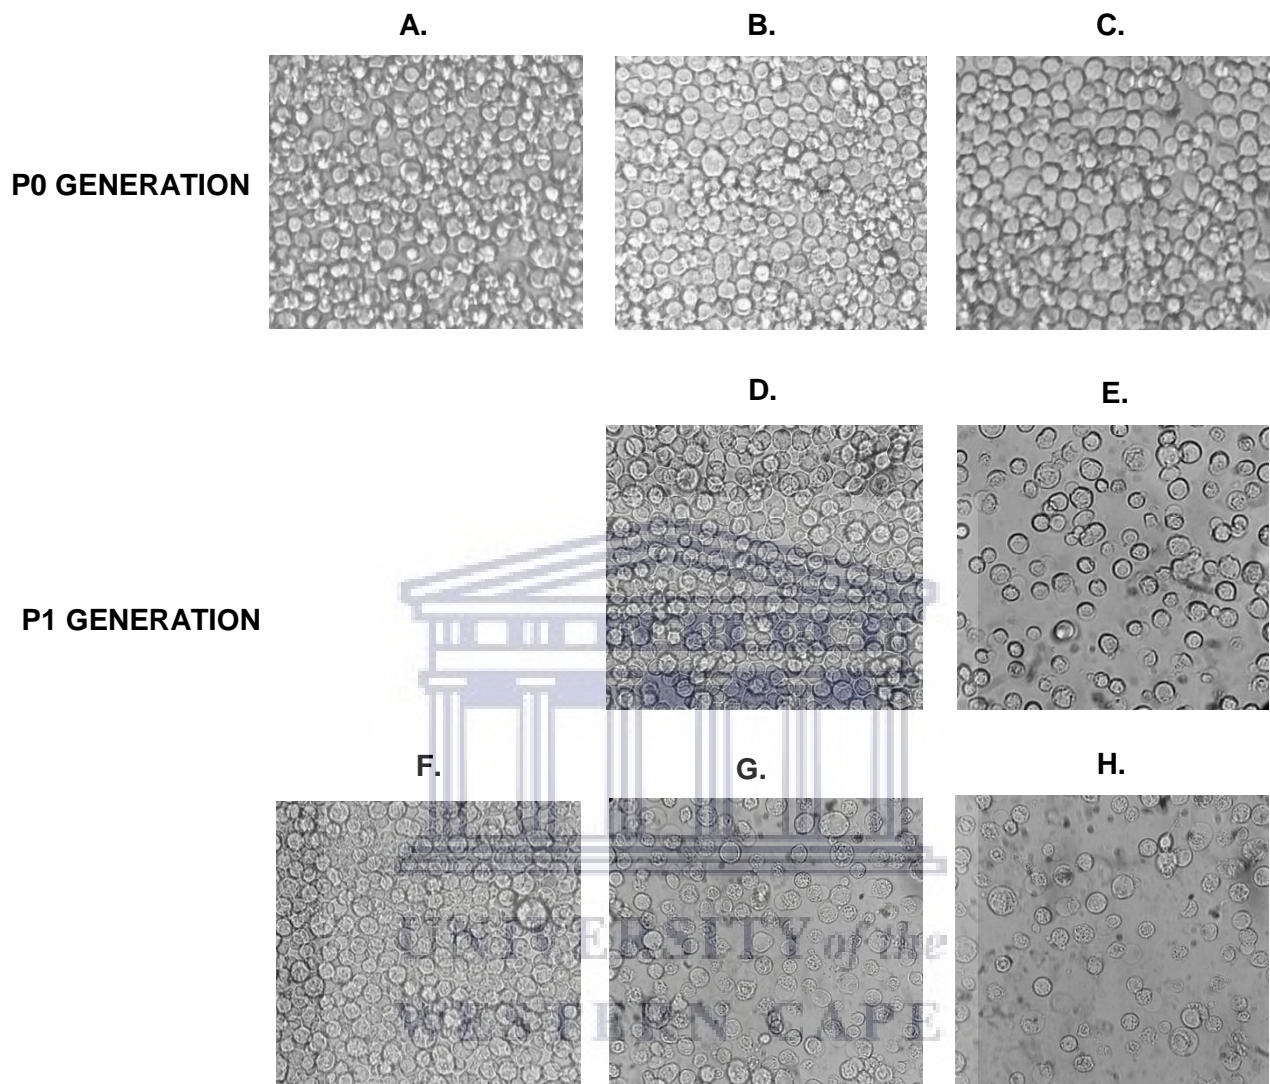 A.
B.
C.
P0 GENERATION
D.
E.
P1 GENERATION
F.
G.
H.
UNIVERSITY of the
WESTERN CAPE